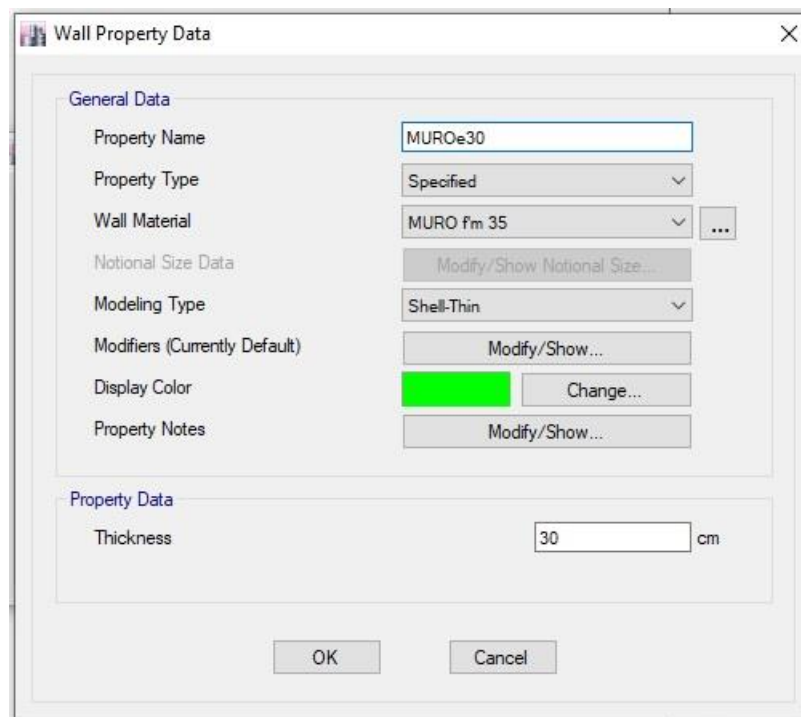 Wall Property Data
General Data
Property Name MUROe30
Property Type Specified
Wall Material MURO f'm 35 ...
Notional Size Data Modify/Show Notional Size...
Modeling Type Shell-Thin
Modifiers (Currently Default) Modify/Show...
Display Color Change...
Property Notes Modify/Show...
Property Data
Thickness 30 cm
OK Cancel